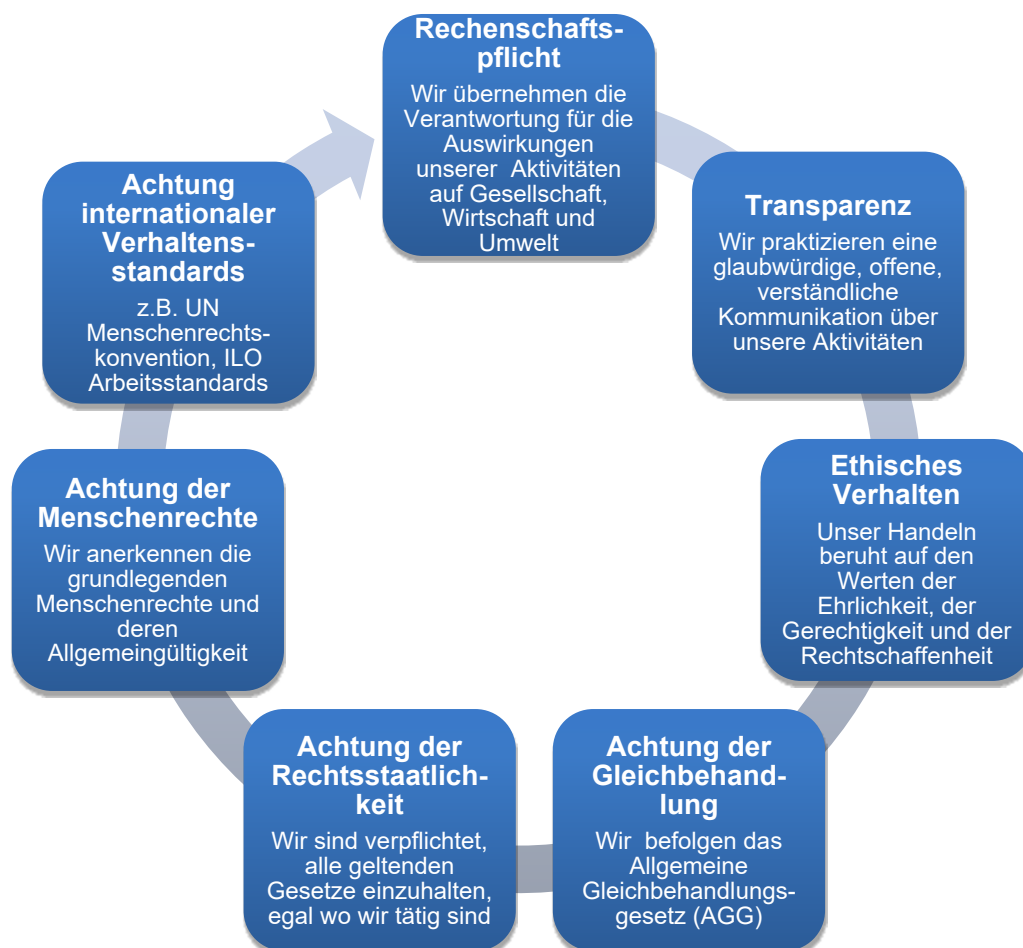 Rechenschafts-
pflicht
Wir übernehmen die
Verantwortung für die
Auswirkungen
unserer Aktivitäten
auf Gesellschaft,
Wirtschaft und
Umwelt
Transparenz
Wir praktizieren eine
glaubwürdige, offene,
verständliche
Kommunikation über
unsere Aktivitäten
Ethisches
Verhalten
Unser Handeln
beruht auf den
Werten der
Ehrlichkeit, der
Gerechtigkeit und der
Rechtschaffenheit
Achtung der
Gleichbehand-
lung
Wir befolgen das
Allgemeine
Gleichbehandlungs-
gesetz (AGG)
Achtung der
Rechtsstaatlich-
keit
Wir sind verpflichtet,
alle geltenden
Gesetze einzuhalten,
egal wo wir tätig sind
Achtung der
Menschenrechte
Wir anerkennen die
grundlegenden
Menschenrechte und
deren
Allgemeingültigkeit
Achtung
internationaler
Verhaltens-
standards
z.B. UN
Menschenrechts-
konvention, ILO
Arbeitsstandards